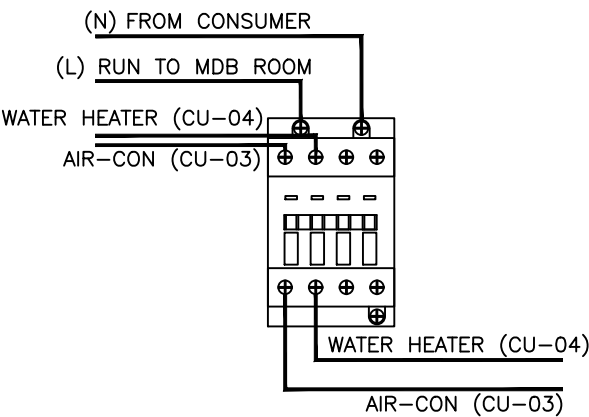 (N) FROM CONSUMER
(L) RUN TO MDB ROOM
WATER HEATER (CU-04)
AIR-CON (CU-03)
WATER HEATER (CU-04)
AIR-CON (CU-03)